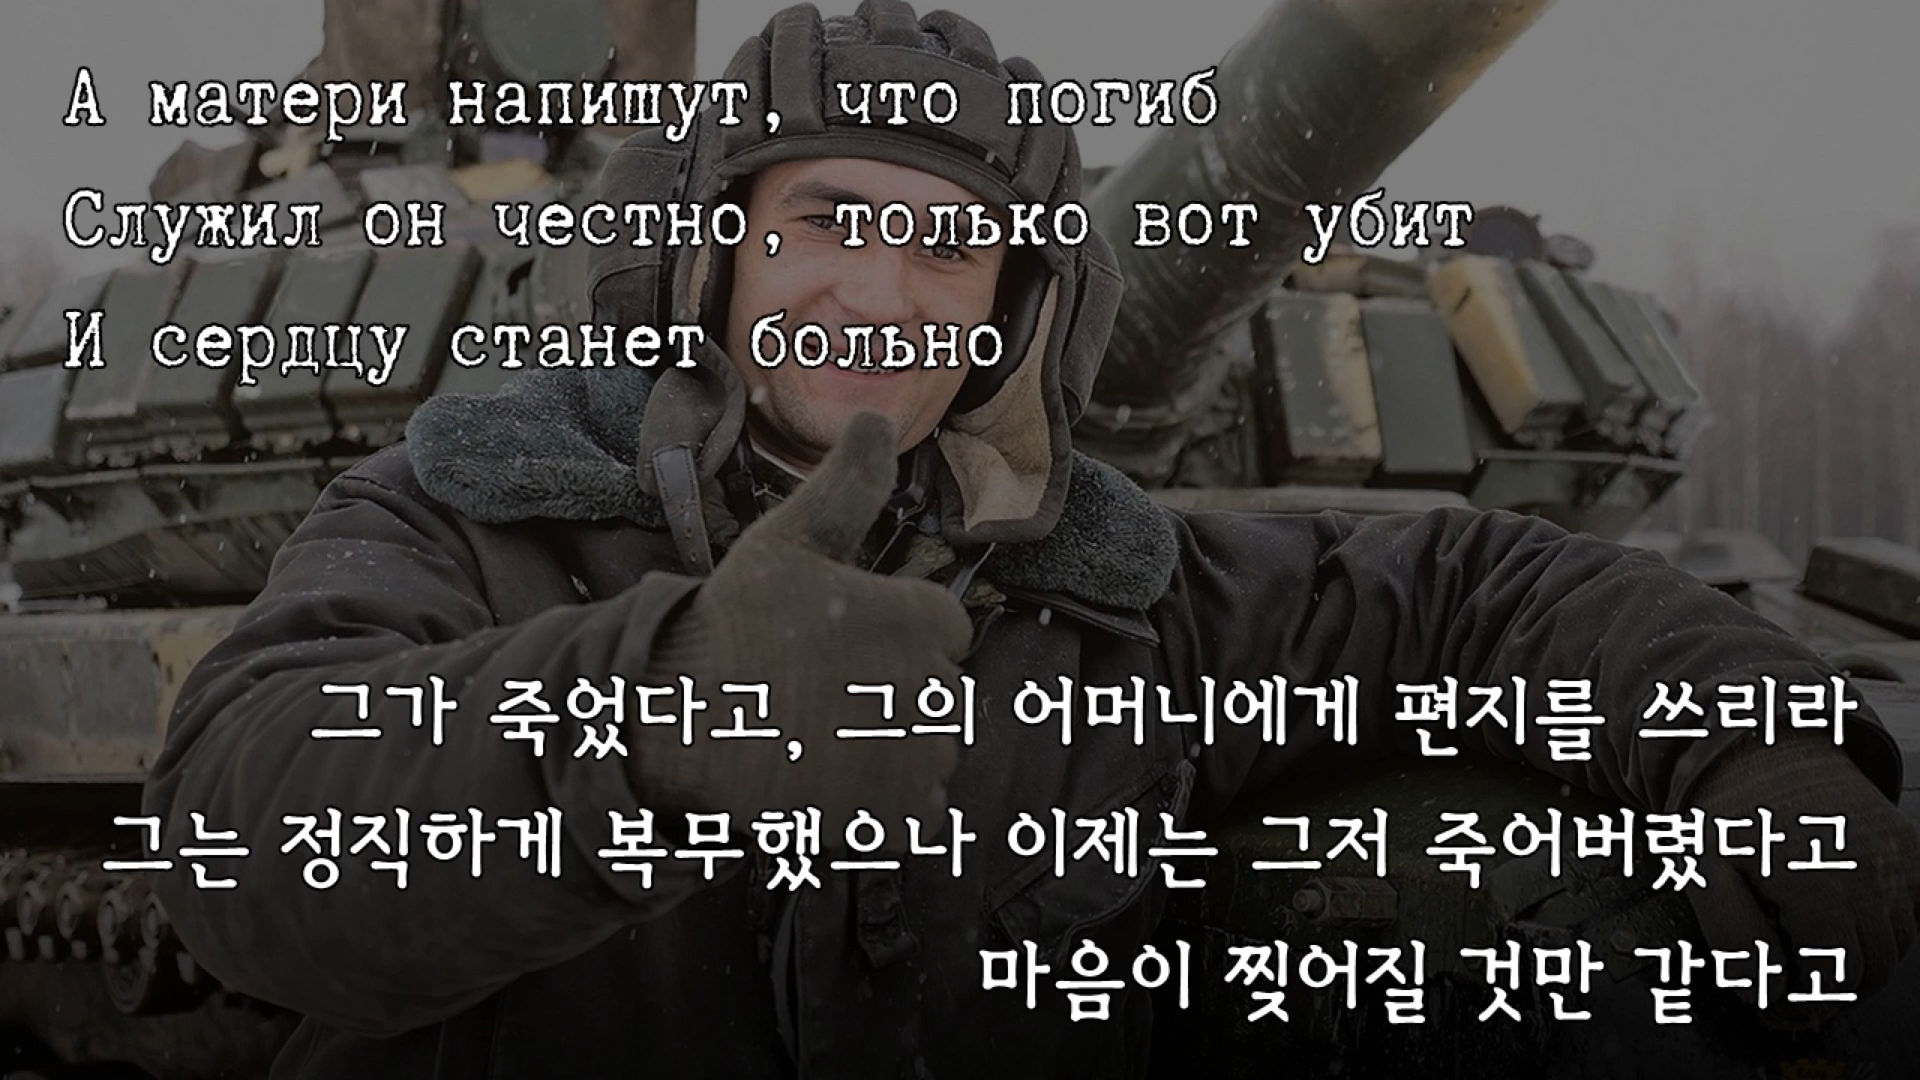 А матери напишут, что погиб
Служил он честно, только вот убит
И сердцу станет больно
그가 죽었다고, 그의 어머니에게 편지를 쓰리라
그는 정직하게 복무했으나 이제는 그저 죽어버렸다고
마음이 찢어질 것만 같다고